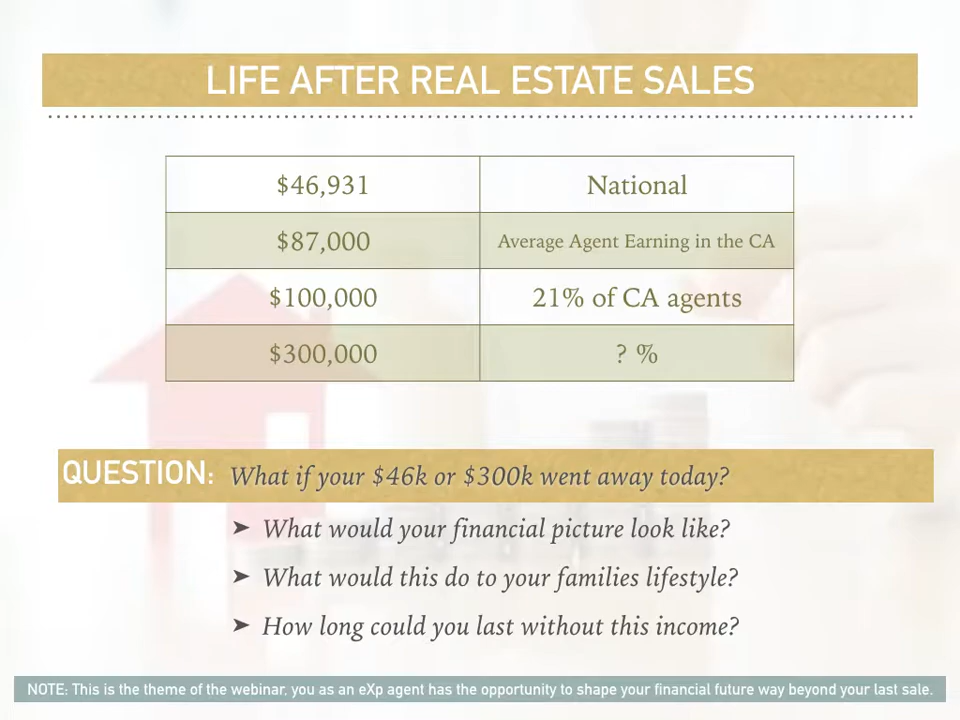 LIFE AFTER REAL ESTATE SALES
$46,931 National
$87,000 Average Agent Earning in the CA
$100,000 21% of CA agents
$300,000 ? %
QUESTION: What if your $46k or $300k went away today?
➤ What would your financial picture look like?
➤ What would this do to your families lifestyle?
➤ How long could you last without this income?
NOTE: This is the theme of the webinar, you as an eXp agent has the opportunity to shape your financial future way beyond your last sale.